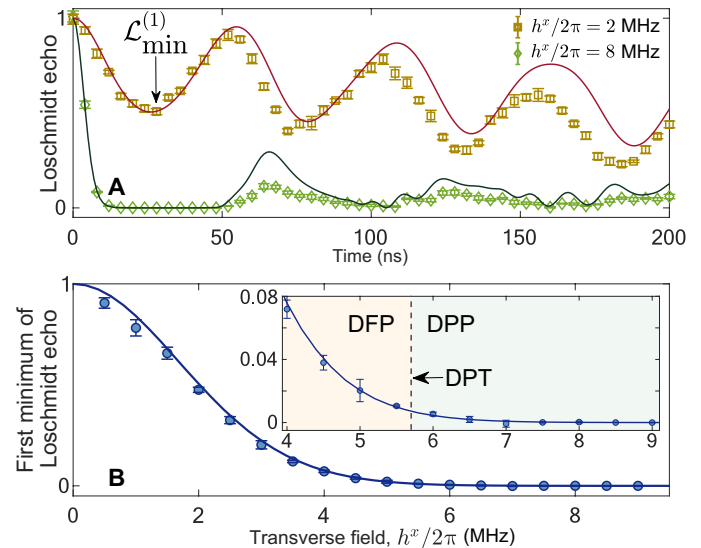 1
0
Loschmidt echo
ℒ_min^(1)
h^x/2π = 2 MHz
h^x/2π = 8 MHz
A
0 50 100 150 200
Time (ns)
1
0
First minimum of
Loschmidt echo
0.08
0.04
0
DFP DPP
DPT
4 5 6 7 8 9
B
0 2 4 6 8
Transverse field, h^x/2π (MHz)